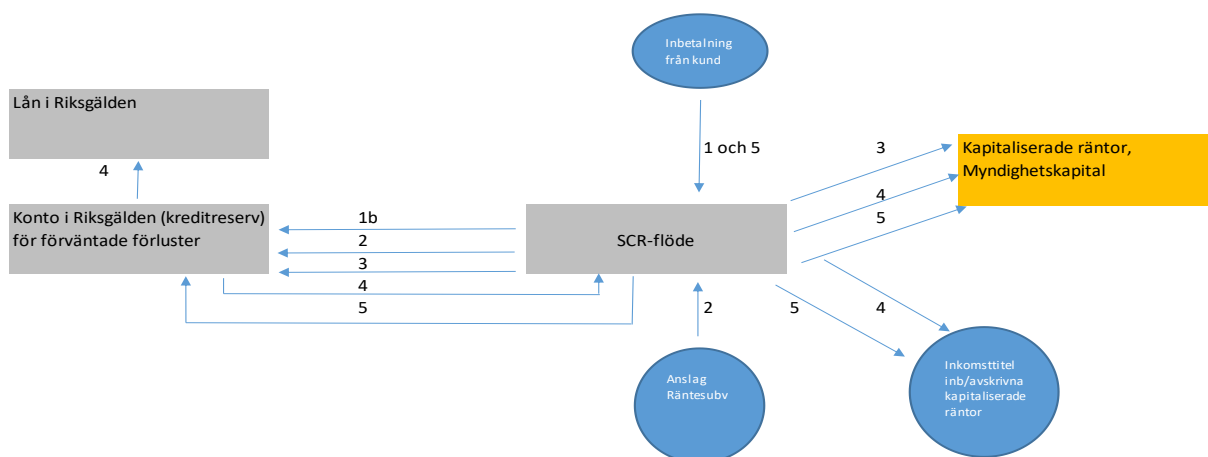 Inbetalning
från kund
Lån i Riksgälden
4
1 och 5
3
Kapitaliserade räntor,
Myndighetskapital
4
5
Konto i Riksgälden (kreditreserv)
för förväntade förluster
1b
2
3
4
5
SCR-flöde
2
5
4
Anslag
Räntesubv
Inkomsttitel
inb/avskrivna
kapitaliserade
räntor